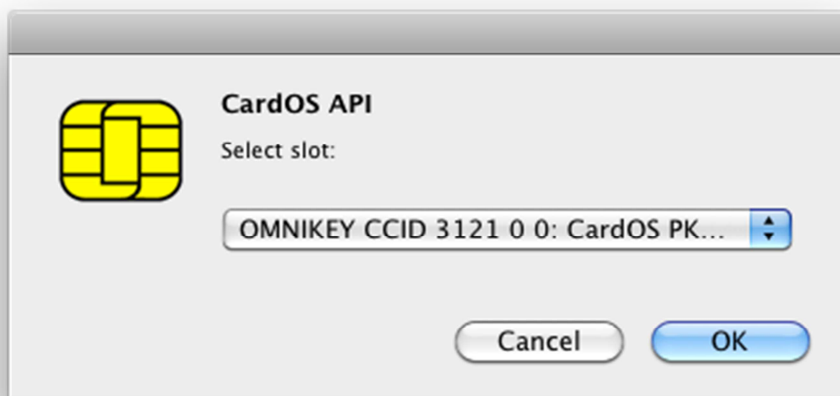 CardOS API
Select slot:
OMNIKEY CCID 3121 0 0: CardOS PK...
Cancel OK